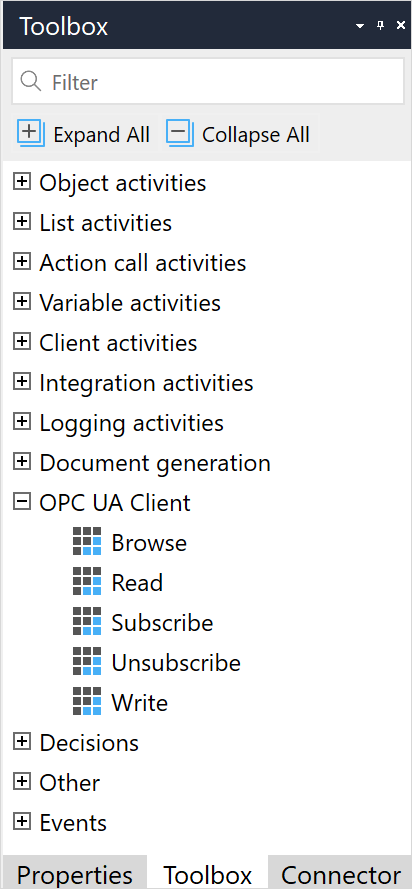 Toolbox
Filter
Expand All Collapse All
Object activities
List activities
Action call activities
Variable activities
Client activities
Integration activities
Logging activities
Document generation
OPC UA Client
Browse
Read
Subscribe
Unsubscribe
Write
Decisions
Other
Events
Properties Toolbox Connector